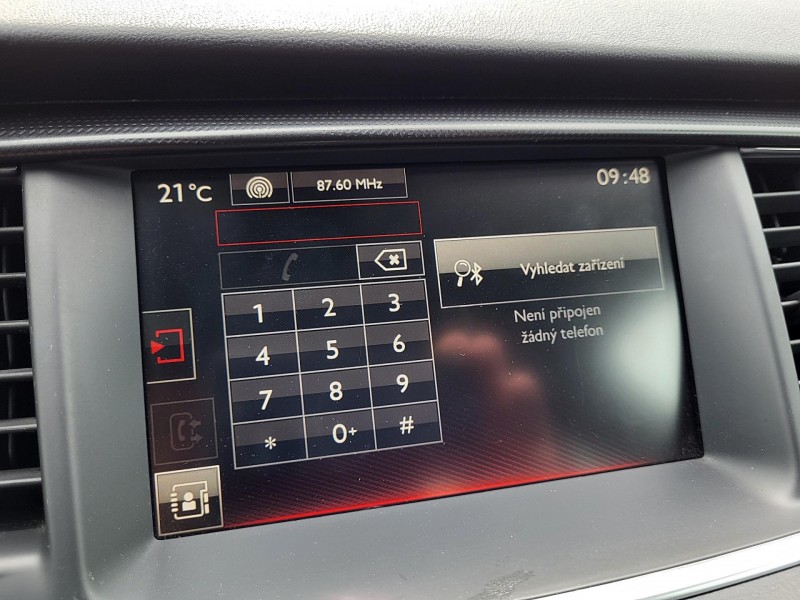 21°C
87.60 MHz
09:48
Vyhledat zařízení
Není připojen
žádný telefon
1 2 3
4 5 6
7 8 9
* 0+ #